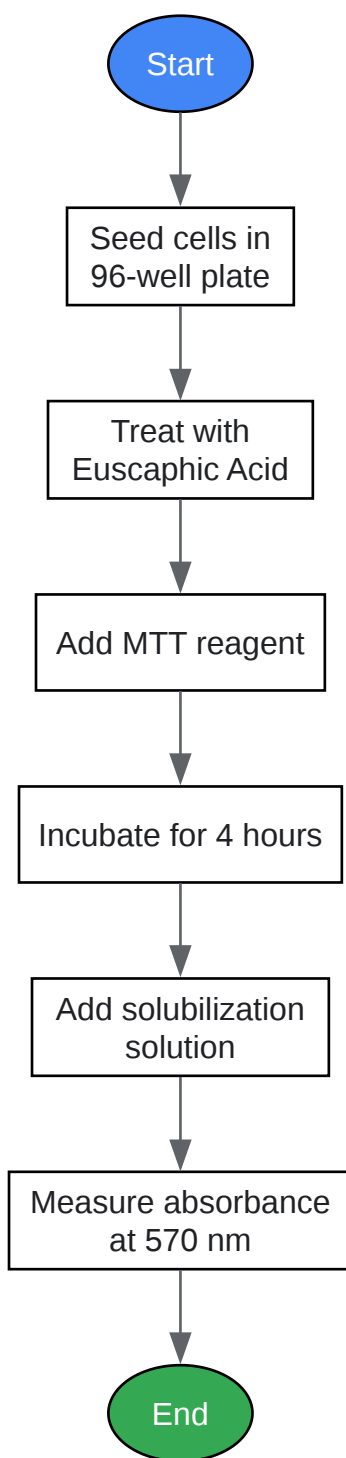 Start
Seed cells in
96-well plate
Treat with
Euscaphic Acid
Add MTT reagent
Incubate for 4 hours
Add solubilization
solution
Measure absorbance
at 570 nm
End